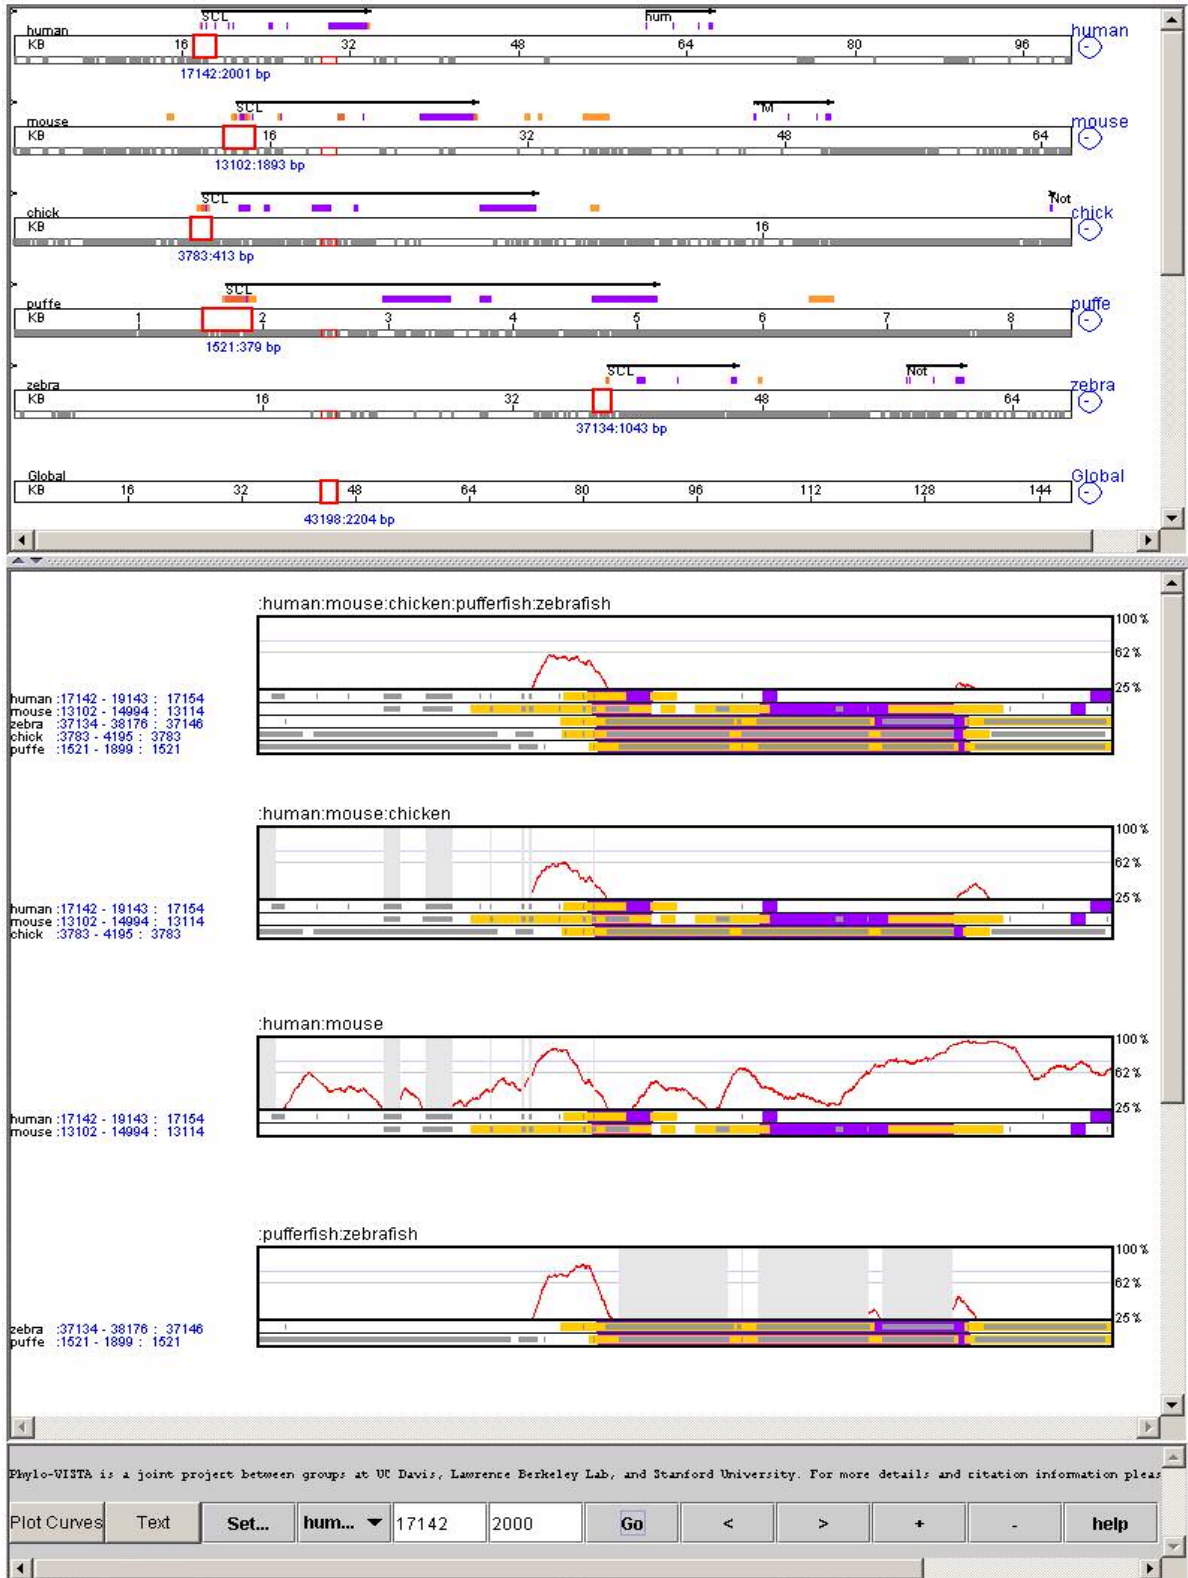 SCL hum
human human
KB 16 32 48 64 80 96
17142:2001 bp
SCL M
mouse mouse
KB 16 32 48 64
13102:1893 bp
SCL Not
chick chick
KB 16
3783:413 bp
SCL
puffe puffe
KB 1 2 3 4 5 6 7 8
1521:379 bp
SCL Not
zebra zebra
KB 16 32 48 64
37134:1043 bp
Global Global
KB 16 32 48 64 80 96 112 128 144
43198:2204 bp
:human:mouse:chicken:pufferfish:zebrafish
100%
62%
25%
human :17142 - 19143 : 17154
mouse :13102 - 14994 : 13114
zebra :37134 - 38176 : 37146
chick :3783 - 4195 : 3783
puffe :1521 - 1899 : 1521
:human:mouse:chicken
100%
62%
25%
human :17142 - 19143 : 17154
mouse :13102 - 14994 : 13114
chick :3783 - 4195 : 3783
:human:mouse
100%
62%
25%
human :17142 - 19143 : 17154
mouse :13102 - 14994 : 13114
:pufferfish:zebrafish
100%
62%
25%
zebra :37134 - 38176 : 37146
puffe :1521 - 1899 : 1521
Phylo-VISTA is a joint project between groups at UC Davis, Lawrence Berkeley Lab, and Stanford University. For more details and citation information pleas
Plot Curves Text Set... hum... 17142 2000 Go < > + - help